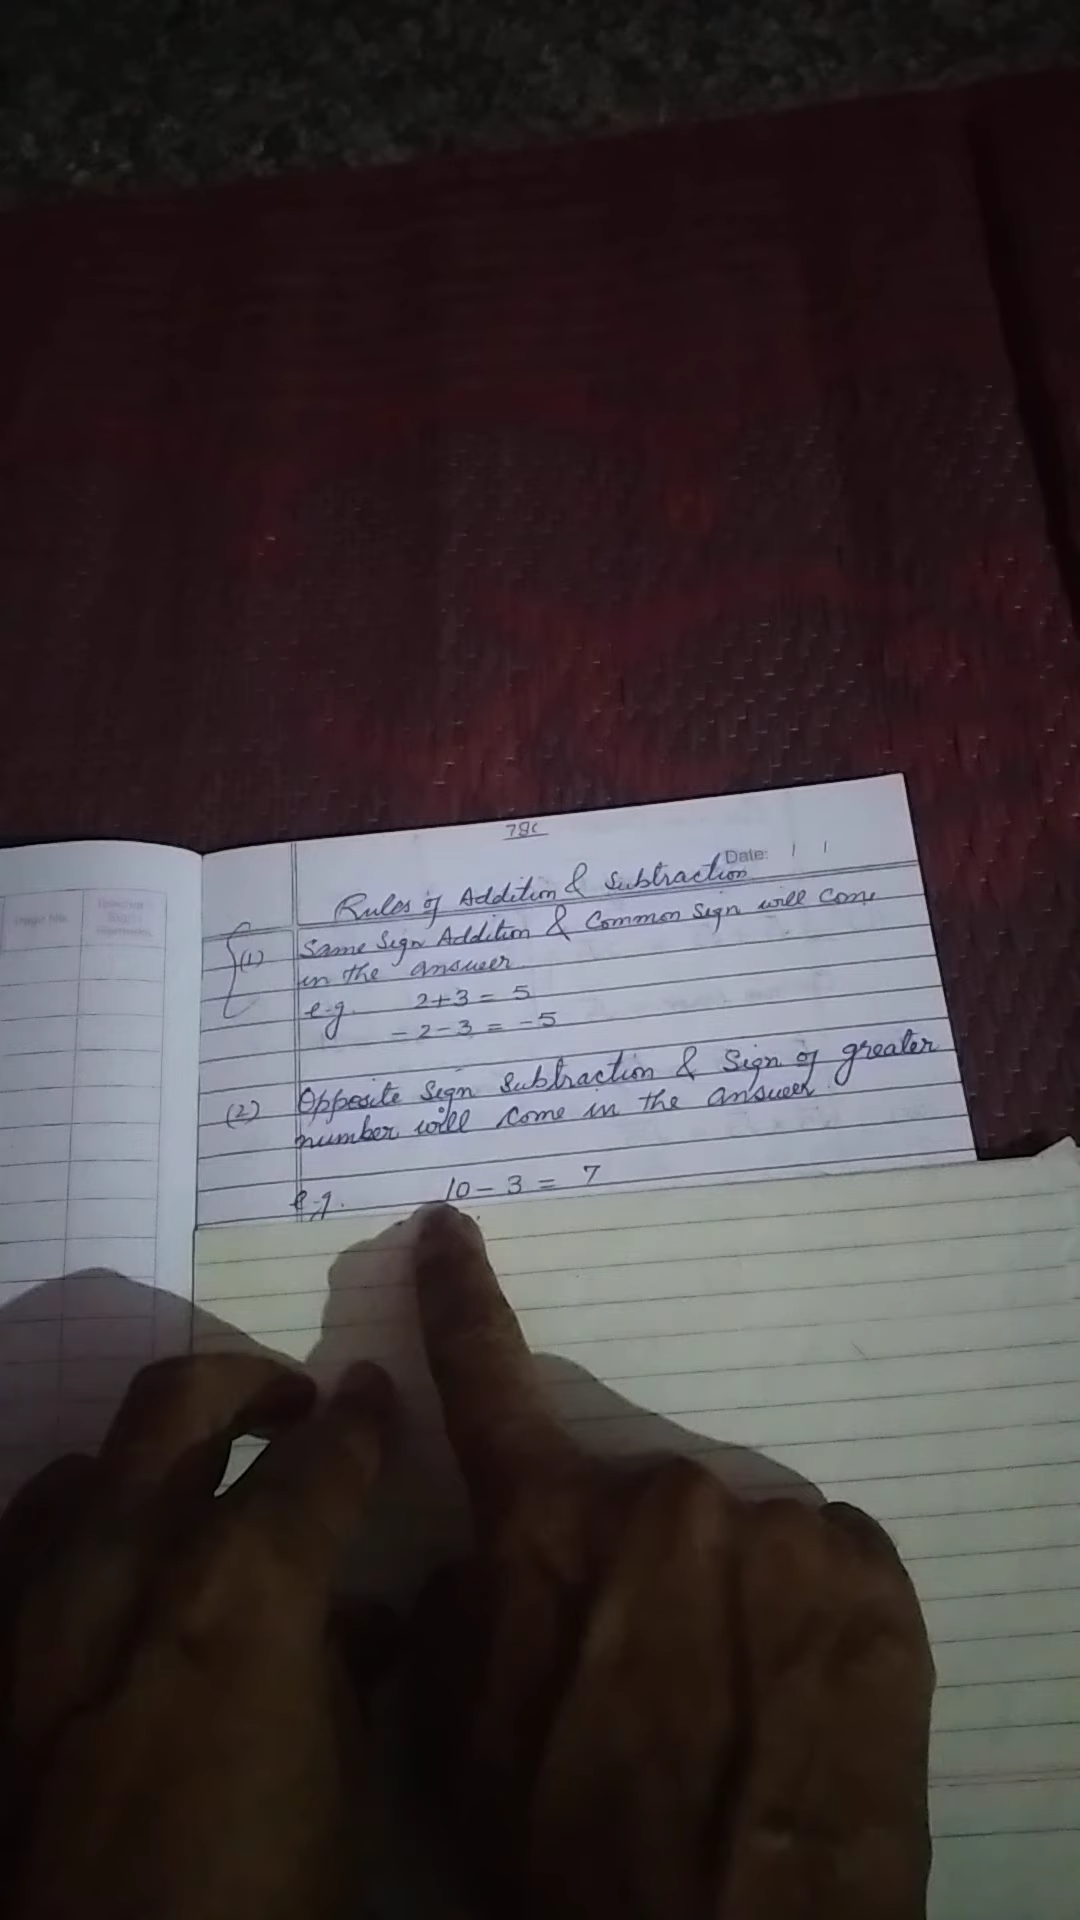 786
Date: / /
Rules of Addition & Subtraction
(1) Same Sign Addition & Common Sign will come
in the answer
e.g. 2+3 = 5
-2-3 = -5
(2) Opposite Sign Subtraction & Sign of greater
number will come in the answer.
e.g. 10-3 = 7